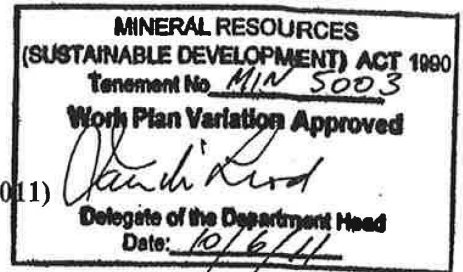 MINERAL RESOURCES
(SUSTAINABLE DEVELOPMENT) ACT 1990
Tenement No MIN 5003
Work Plan Variation Approved
011)
Delegate of the Department Head
Date: 10/6/11